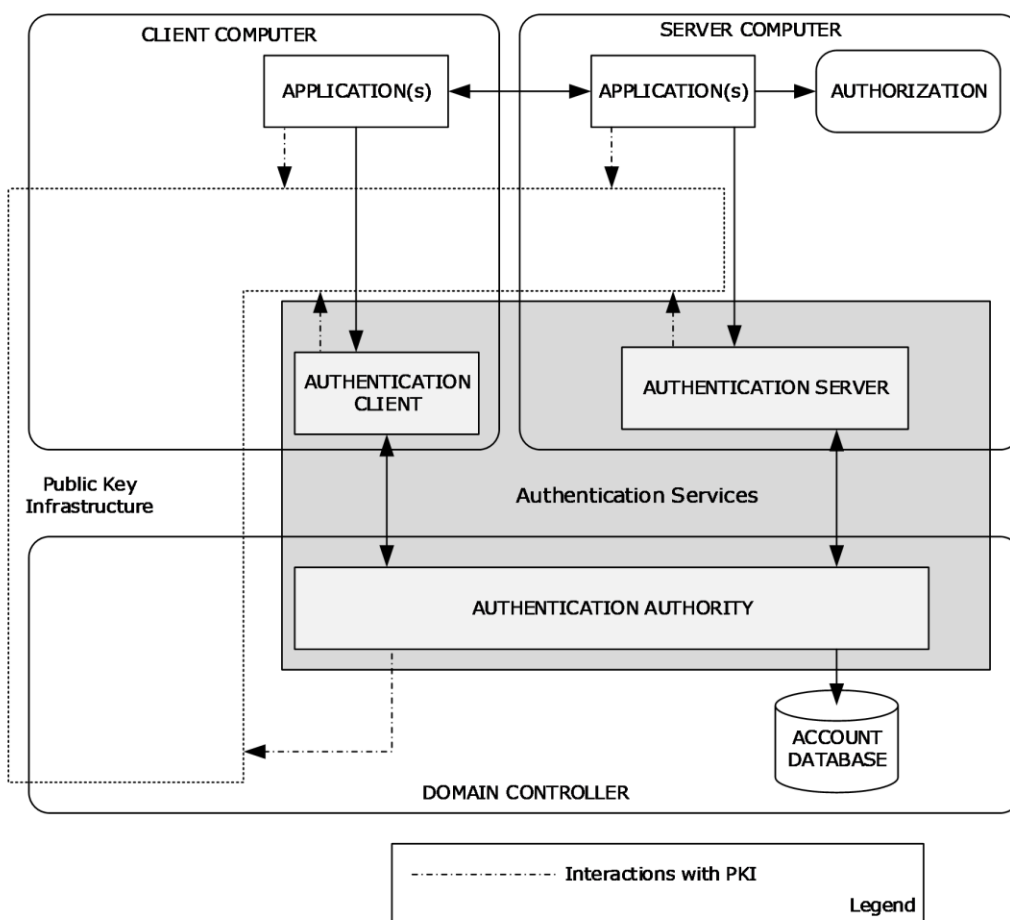 CLIENT COMPUTER
SERVER COMPUTER
APPLICATION(s)
APPLICATION(s)
AUTHORIZATION
AUTHENTICATION
CLIENT
AUTHENTICATION SERVER
Public Key
Infrastructure
Authentication Services
AUTHENTICATION AUTHORITY
ACCOUNT
DATABASE
DOMAIN CONTROLLER
Interactions with PKI
Legend